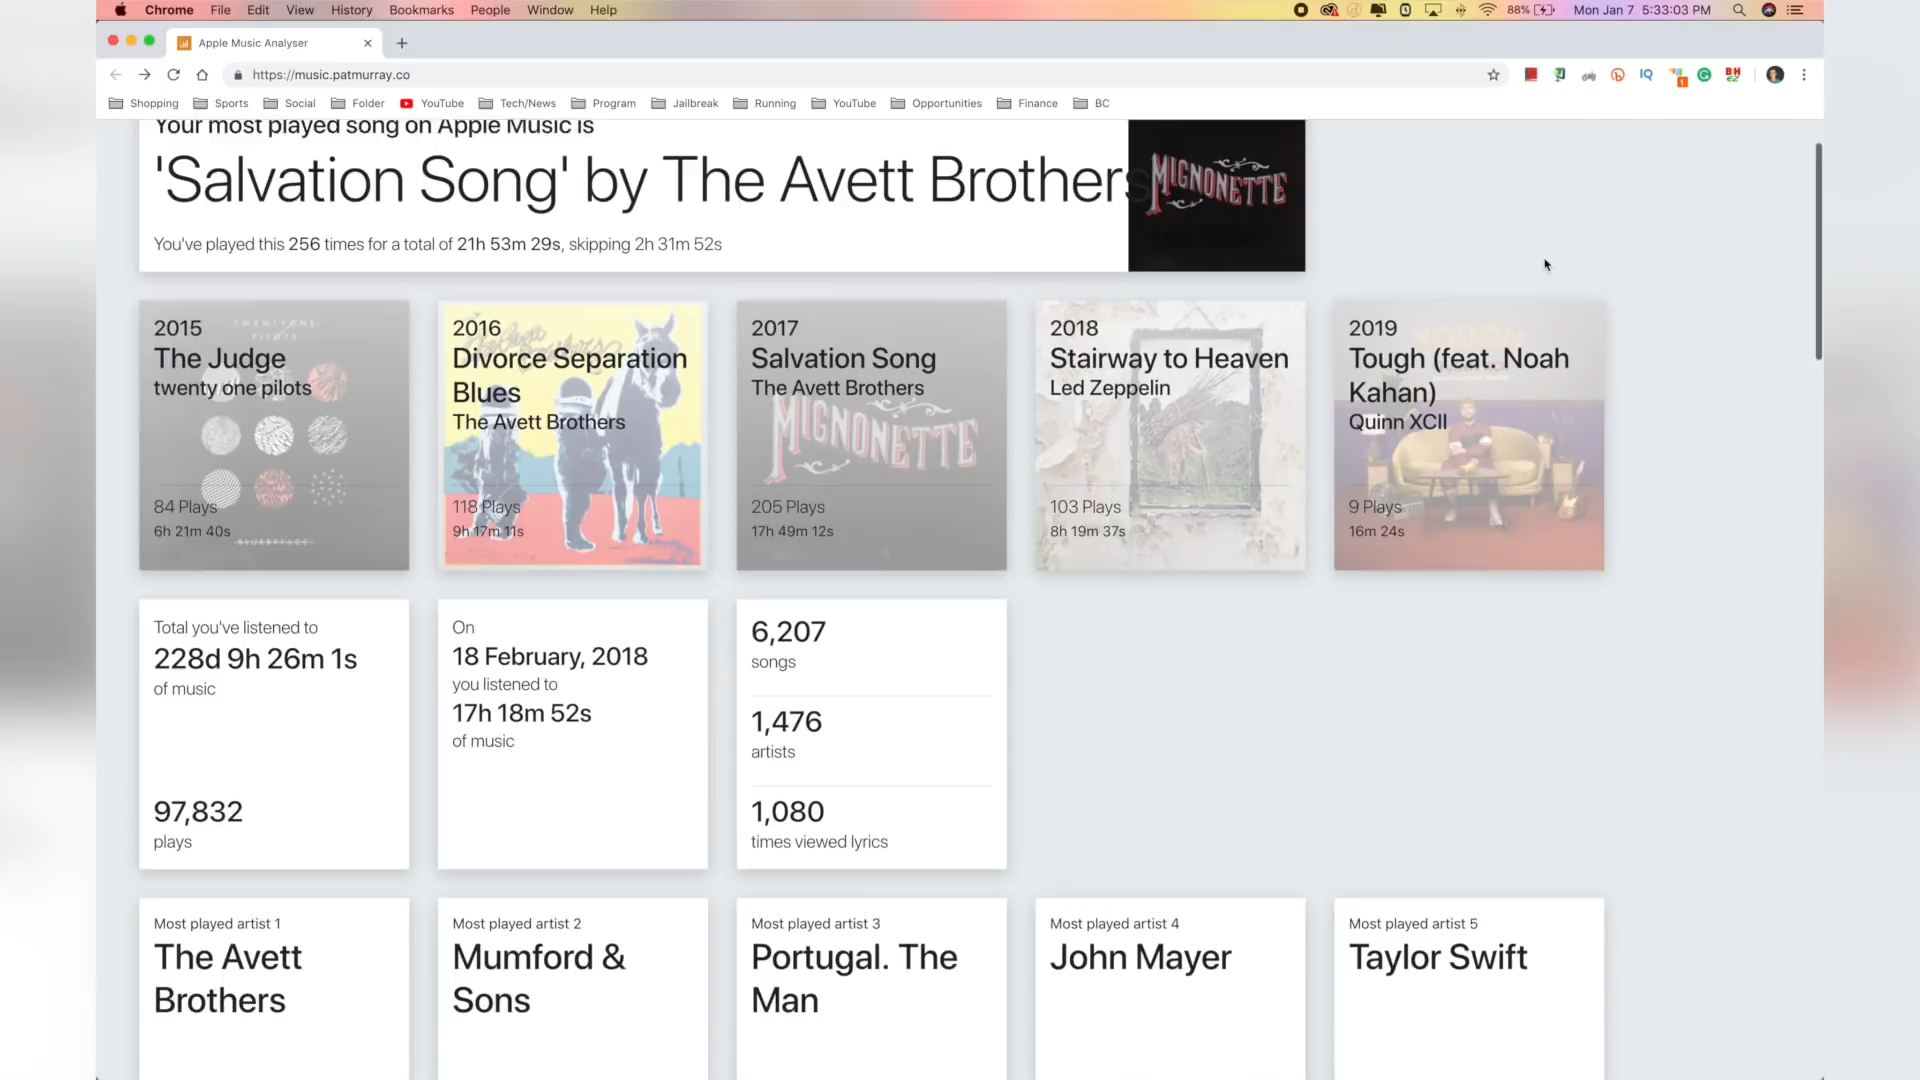 Chrome File Edit View History Bookmarks People Window Help 88% Mon Jan 7 5:33:03 PM
Apple Music Analyser
https://music.patmurray.co
Shopping Sports Social Folder YouTube Tech/News Program Jailbreak Running YouTube Opportunities Finance BC
Your most played song on Apple Music is
'Salvation Song' by The Avett Brothers
MIGNONETTE
You've played this 256 times for a total of 21h 53m 29s, skipping 2h 31m 52s
2015
The Judge
twenty one pilots
TWENTY ONE
PILOTS
84 Plays
6h 21m 40s
BLURRYFACE
2016
Divorce Separation
Blues
The Avett Brothers
118 Plays
9h 17m 11s
2017
Salvation Song
The Avett Brothers
MIGNONETTE
205 Plays
17h 49m 12s
2018
Stairway to Heaven
Led Zeppelin
103 Plays
8h 19m 37s
2019
Tough (feat. Noah
Kahan)
Quinn XCII
9 Plays
16m 24s
Total you've listened to
228d 9h 26m 1s
of music
97,832
plays
On
18 February, 2018
you listened to
17h 18m 52s
of music
6,207
songs
1,476
artists
1,080
times viewed lyrics
Most played artist 1
The Avett
Brothers
Most played artist 2
Mumford &
Sons
Most played artist 3
Portugal. The
Man
Most played artist 4
John Mayer
Most played artist 5
Taylor Swift